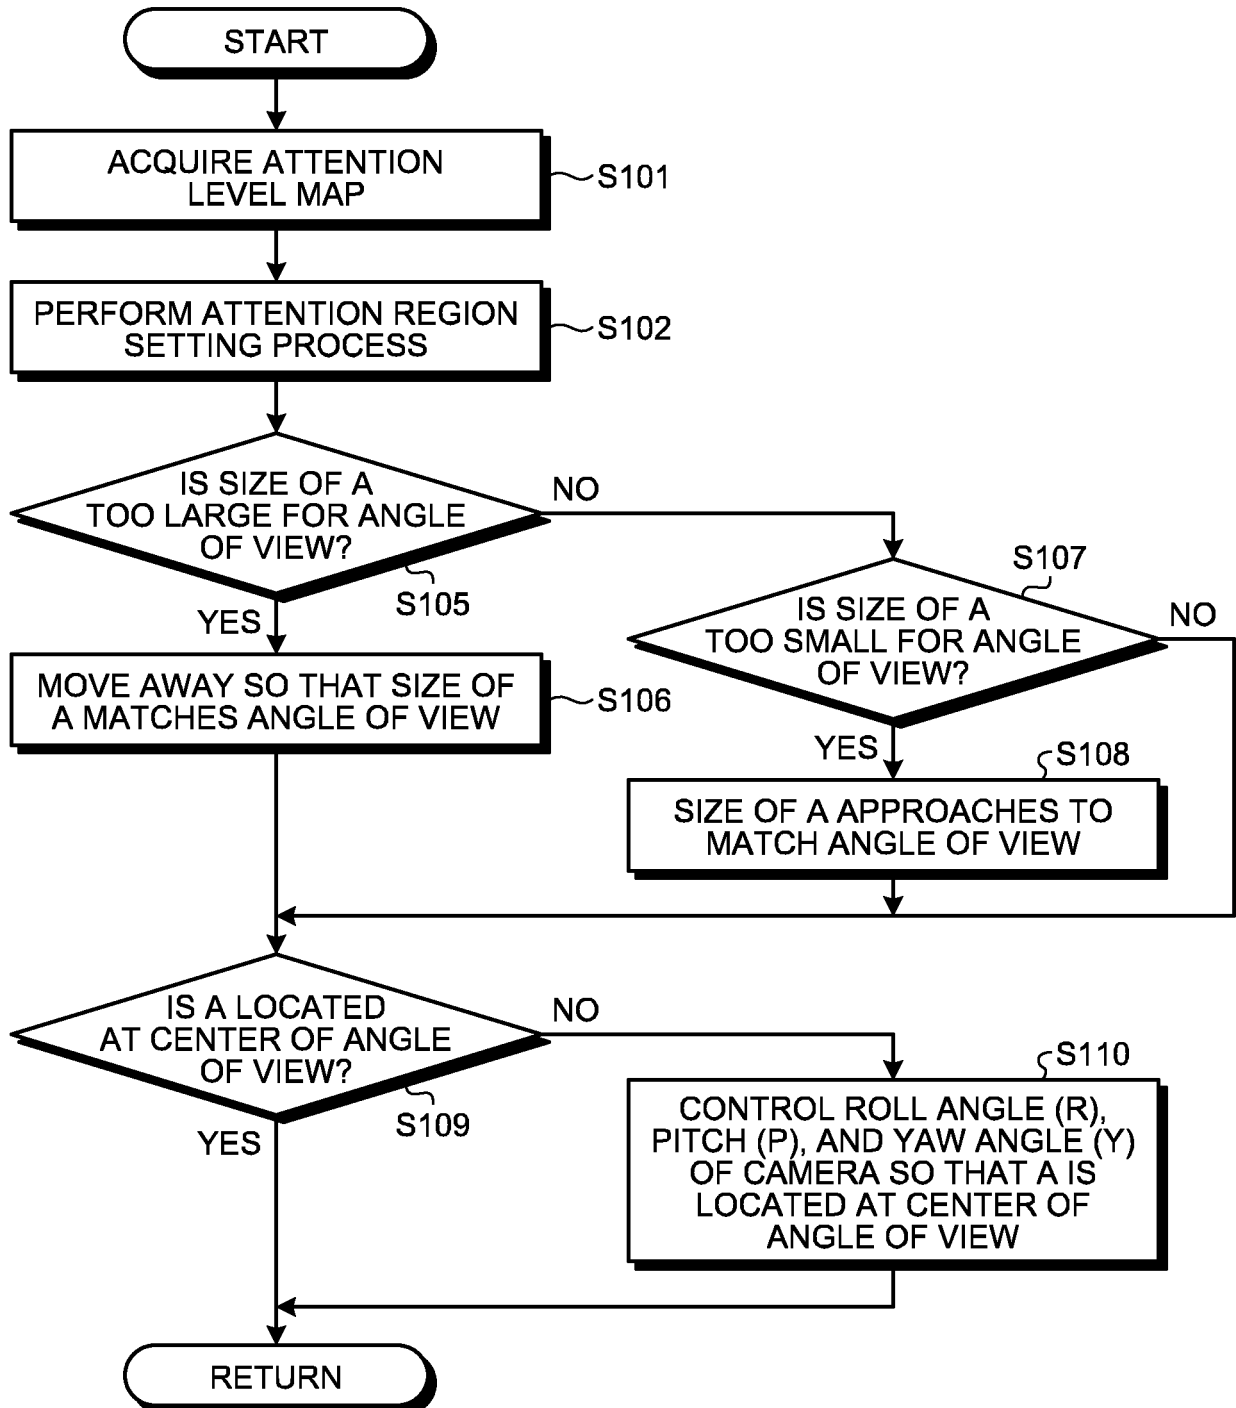 START
ACQUIRE ATTENTION
LEVEL MAP
S101
PERFORM ATTENTION REGION
SETTING PROCESS
S102
IS SIZE OF A
TOO LARGE FOR ANGLE
OF VIEW?
NO
S105
YES
S107
IS SIZE OF A
TOO SMALL FOR ANGLE
OF VIEW?
NO
MOVE AWAY SO THAT SIZE OF
A MATCHES ANGLE OF VIEW
S106
YES
S108
SIZE OF A APPROACHES TO
MATCH ANGLE OF VIEW
IS A LOCATED
AT CENTER OF ANGLE
OF VIEW?
NO
S109
YES
S110
CONTROL ROLL ANGLE (R),
PITCH (P), AND YAW ANGLE (Y)
OF CAMERA SO THAT A IS
LOCATED AT CENTER OF
ANGLE OF VIEW
RETURN